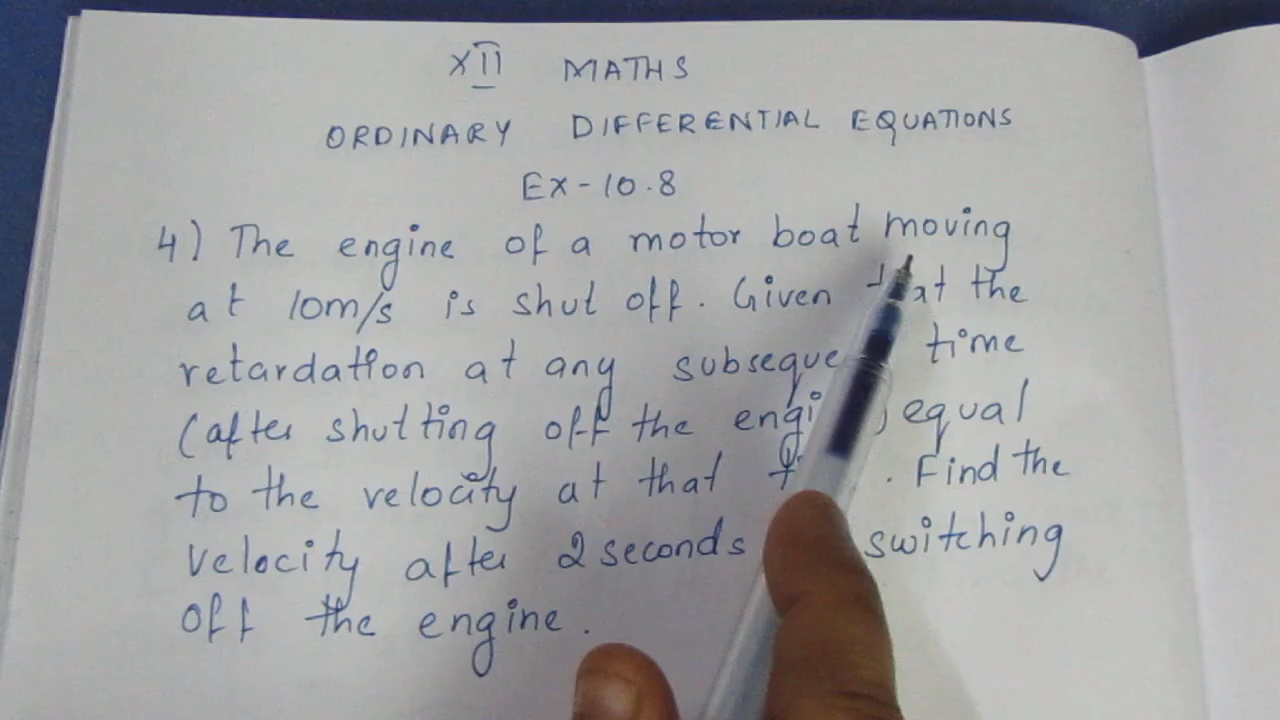 XII MATHS
ORDINARY DIFFERENTIAL EQUATIONS
EX-10.8
4) The engine of a motor boat moving
at 10m/s is shut off. Given the
retardation at any time
(after shutting off the equal
to the velocity at that . Find the
velocity after 2 seconds switching
off the engine.